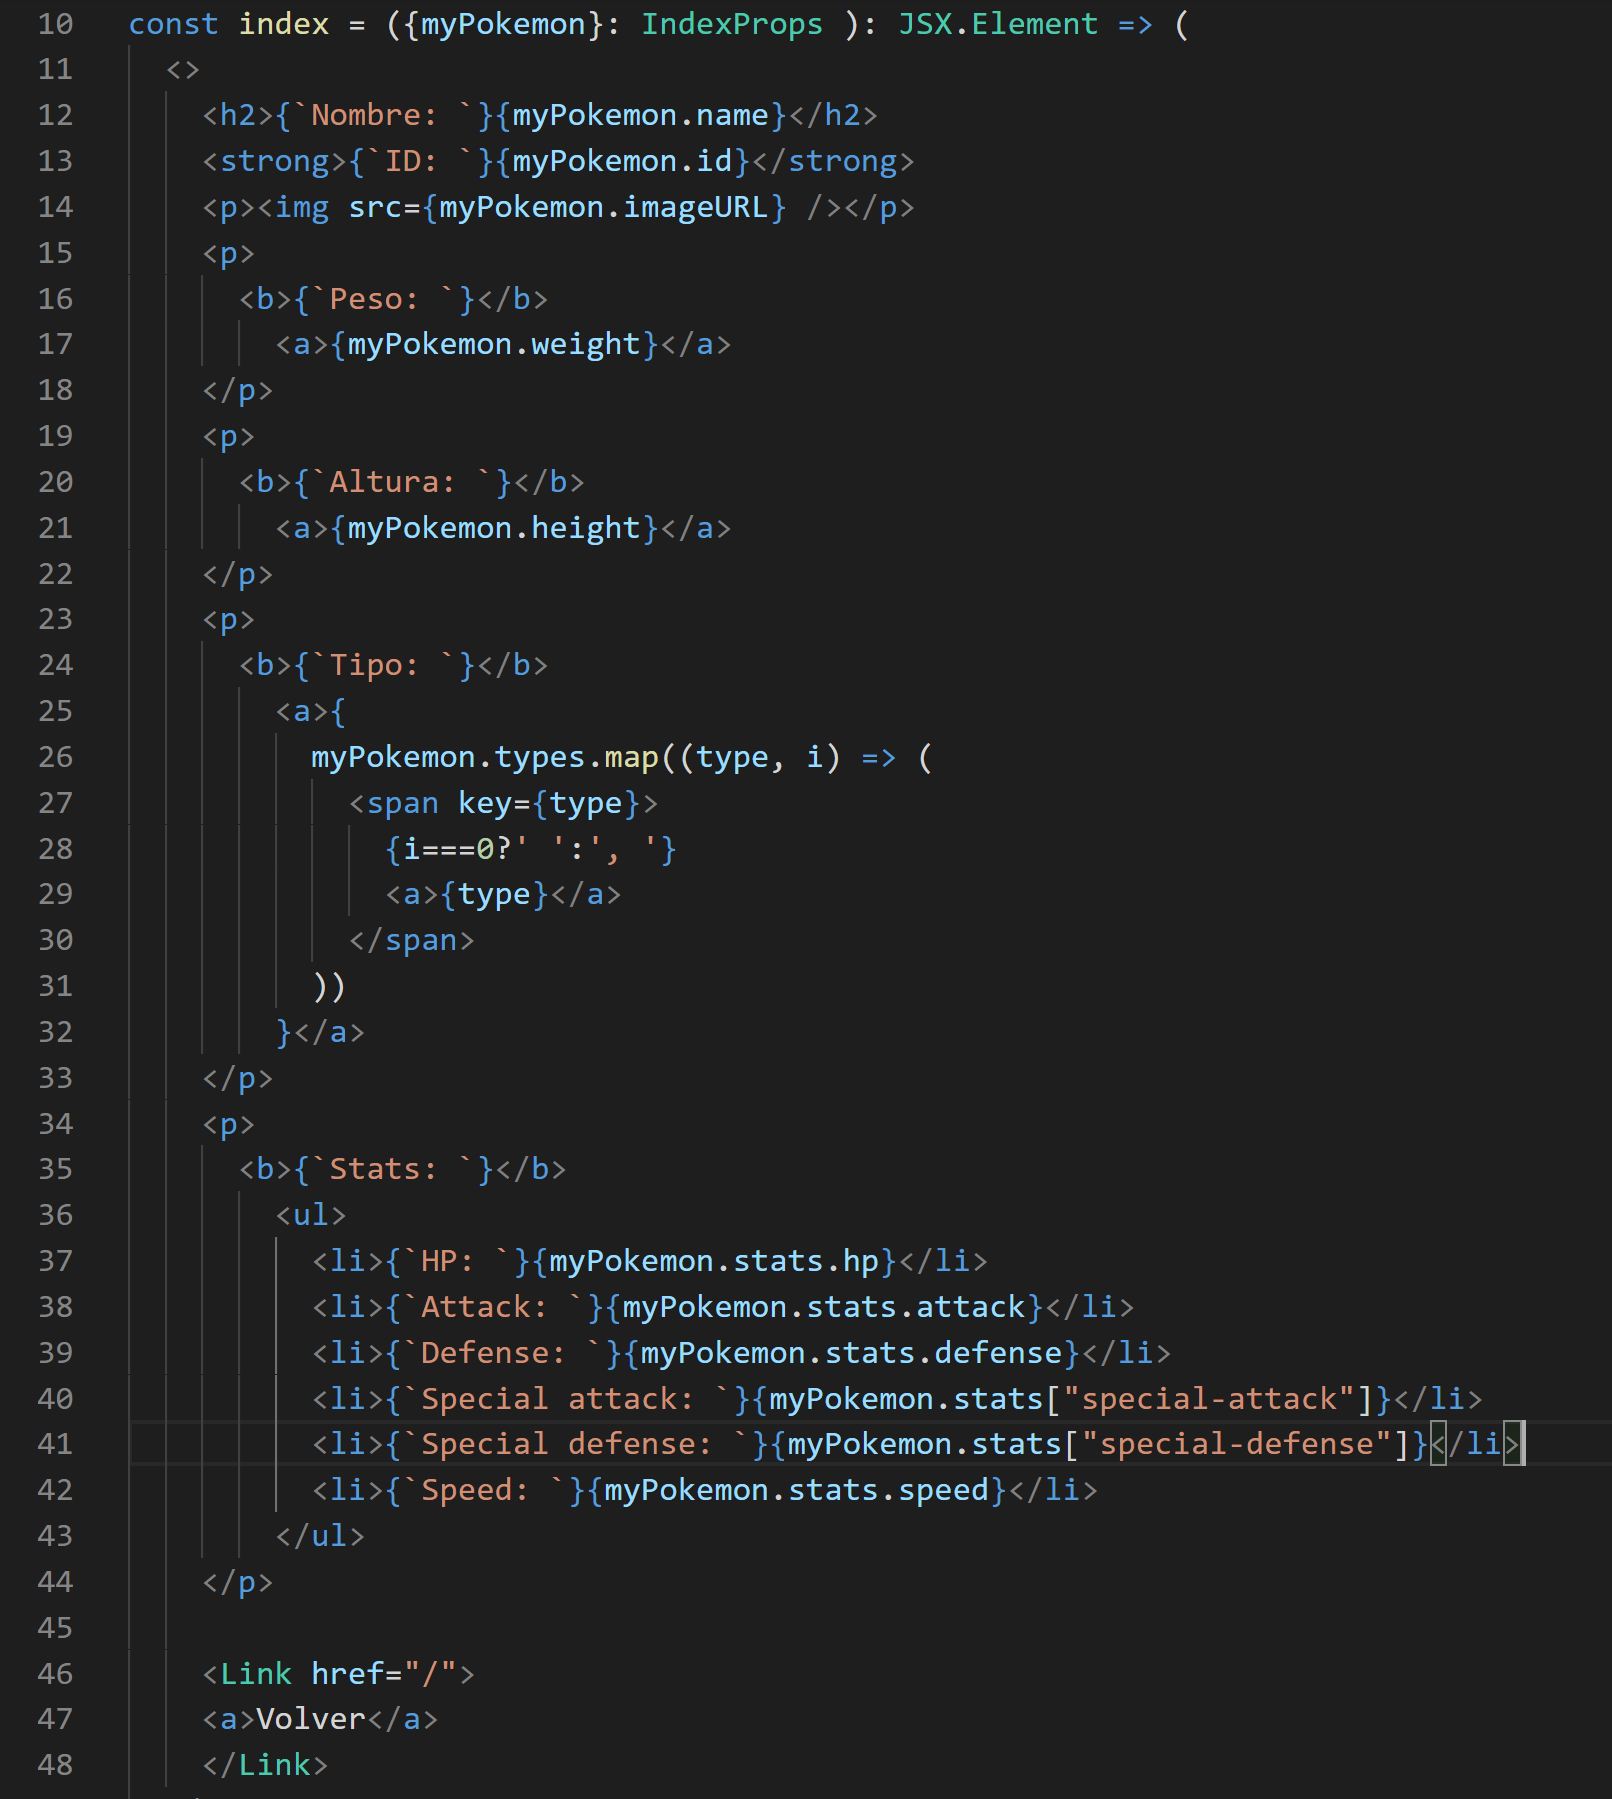 10 const index = ({myPokemon}: IndexProps ): JSX.Element => (
11 <>
12 <h2>{`Nombre: `}{myPokemon.name}</h2>
13 <strong>{`ID: `}{myPokemon.id}</strong>
14 <p><img src={myPokemon.imageURL} /></p>
15 <p>
16 <b>{`Peso: `}</b>
17 <a>{myPokemon.weight}</a>
18 </p>
19 <p>
20 <b>{`Altura: `}</b>
21 <a>{myPokemon.height}</a>
22 </p>
23 <p>
24 <b>{`Tipo: `}</b>
25 <a>{
26 myPokemon.types.map((type, i) => (
27 <span key={type}>
28 {i===0?' ':', '}
29 <a>{type}</a>
30 </span>
31 ))
32 }</a>
33 </p>
34 <p>
35 <b>{`Stats: `}</b>
36 <ul>
37 <li>{`HP: `}{myPokemon.stats.hp}</li>
38 <li>{`Attack: `}{myPokemon.stats.attack}</li>
39 <li>{`Defense: `}{myPokemon.stats.defense}</li>
40 <li>{`Special attack: `}{myPokemon.stats["special-attack"]}</li>
41 <li>{`Special defense: `}{myPokemon.stats["special-defense"]}</li>
42 <li>{`Speed: `}{myPokemon.stats.speed}</li>
43 </ul>
44 </p>
45
46 <Link href="/">
47 <a>Volver</a>
48 </Link>